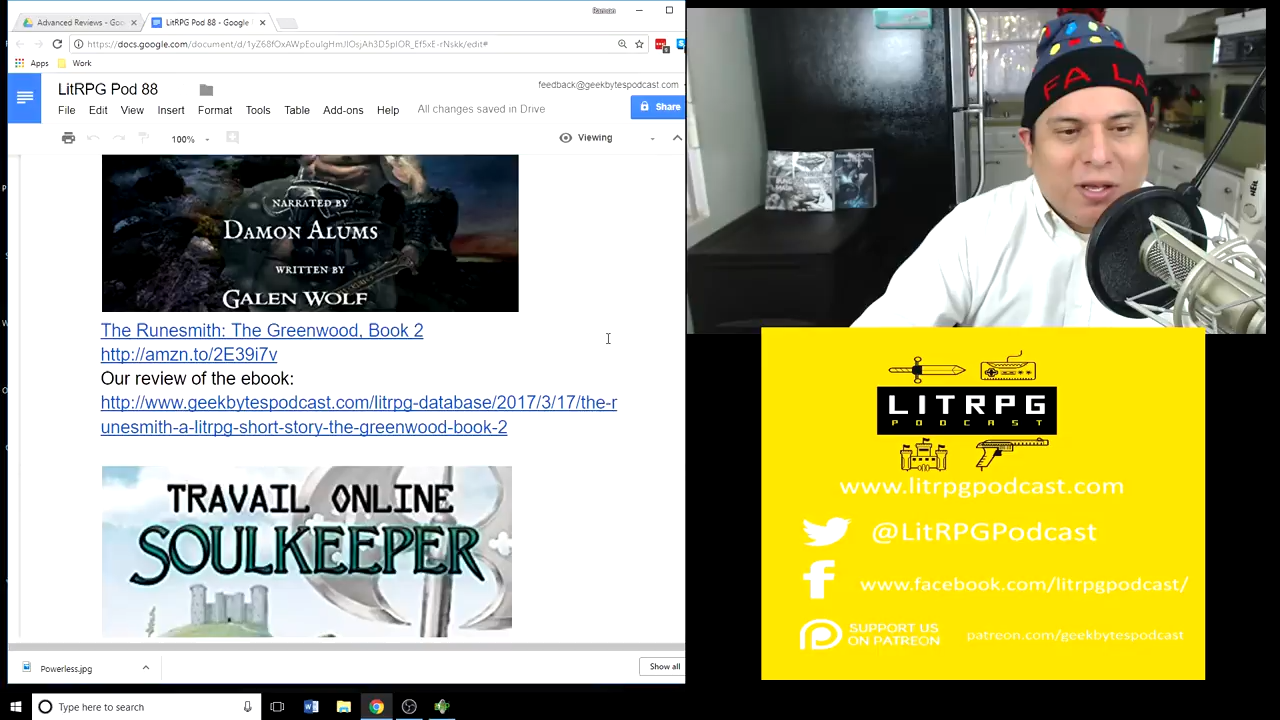 Advanced Reviews - Goo
LitRPG Pod 88 - Google
Ramon
https://docs.google.com/document/d/1yZ68fOxAWpEoulgHmJIOsjAh3D5pIOR_Ef5xE-rNskk/edit#
Apps
Work
LitRPG Pod 88
feedback@geekbytespodcast.com
File Edit View Insert Format Tools Table Add-ons Help All changes saved in Drive
Share
100%
Viewing
NARRATED BY
DAMON ALUMS
WRITTEN BY
GALEN WOLF
The Runesmith: The Greenwood, Book 2
http://amzn.to/2E39i7v
Our review of the ebook:
http://www.geekbytespodcast.com/litrpg-database/2017/3/17/the-r
unesmith-a-litrpg-short-story-the-greenwood-book-2
TRAVAIL ONLINE
SOULKEEPER
Powerless.jpg
Show all
Type here to search
FA LA
LITRPG
PODCAST
www.litrpgpodcast.com
@LitRPGPodcast
www.facebook.com/litrpgpodcast/
SUPPORT US
ON PATREON
patreon.com/geekbytespodcast